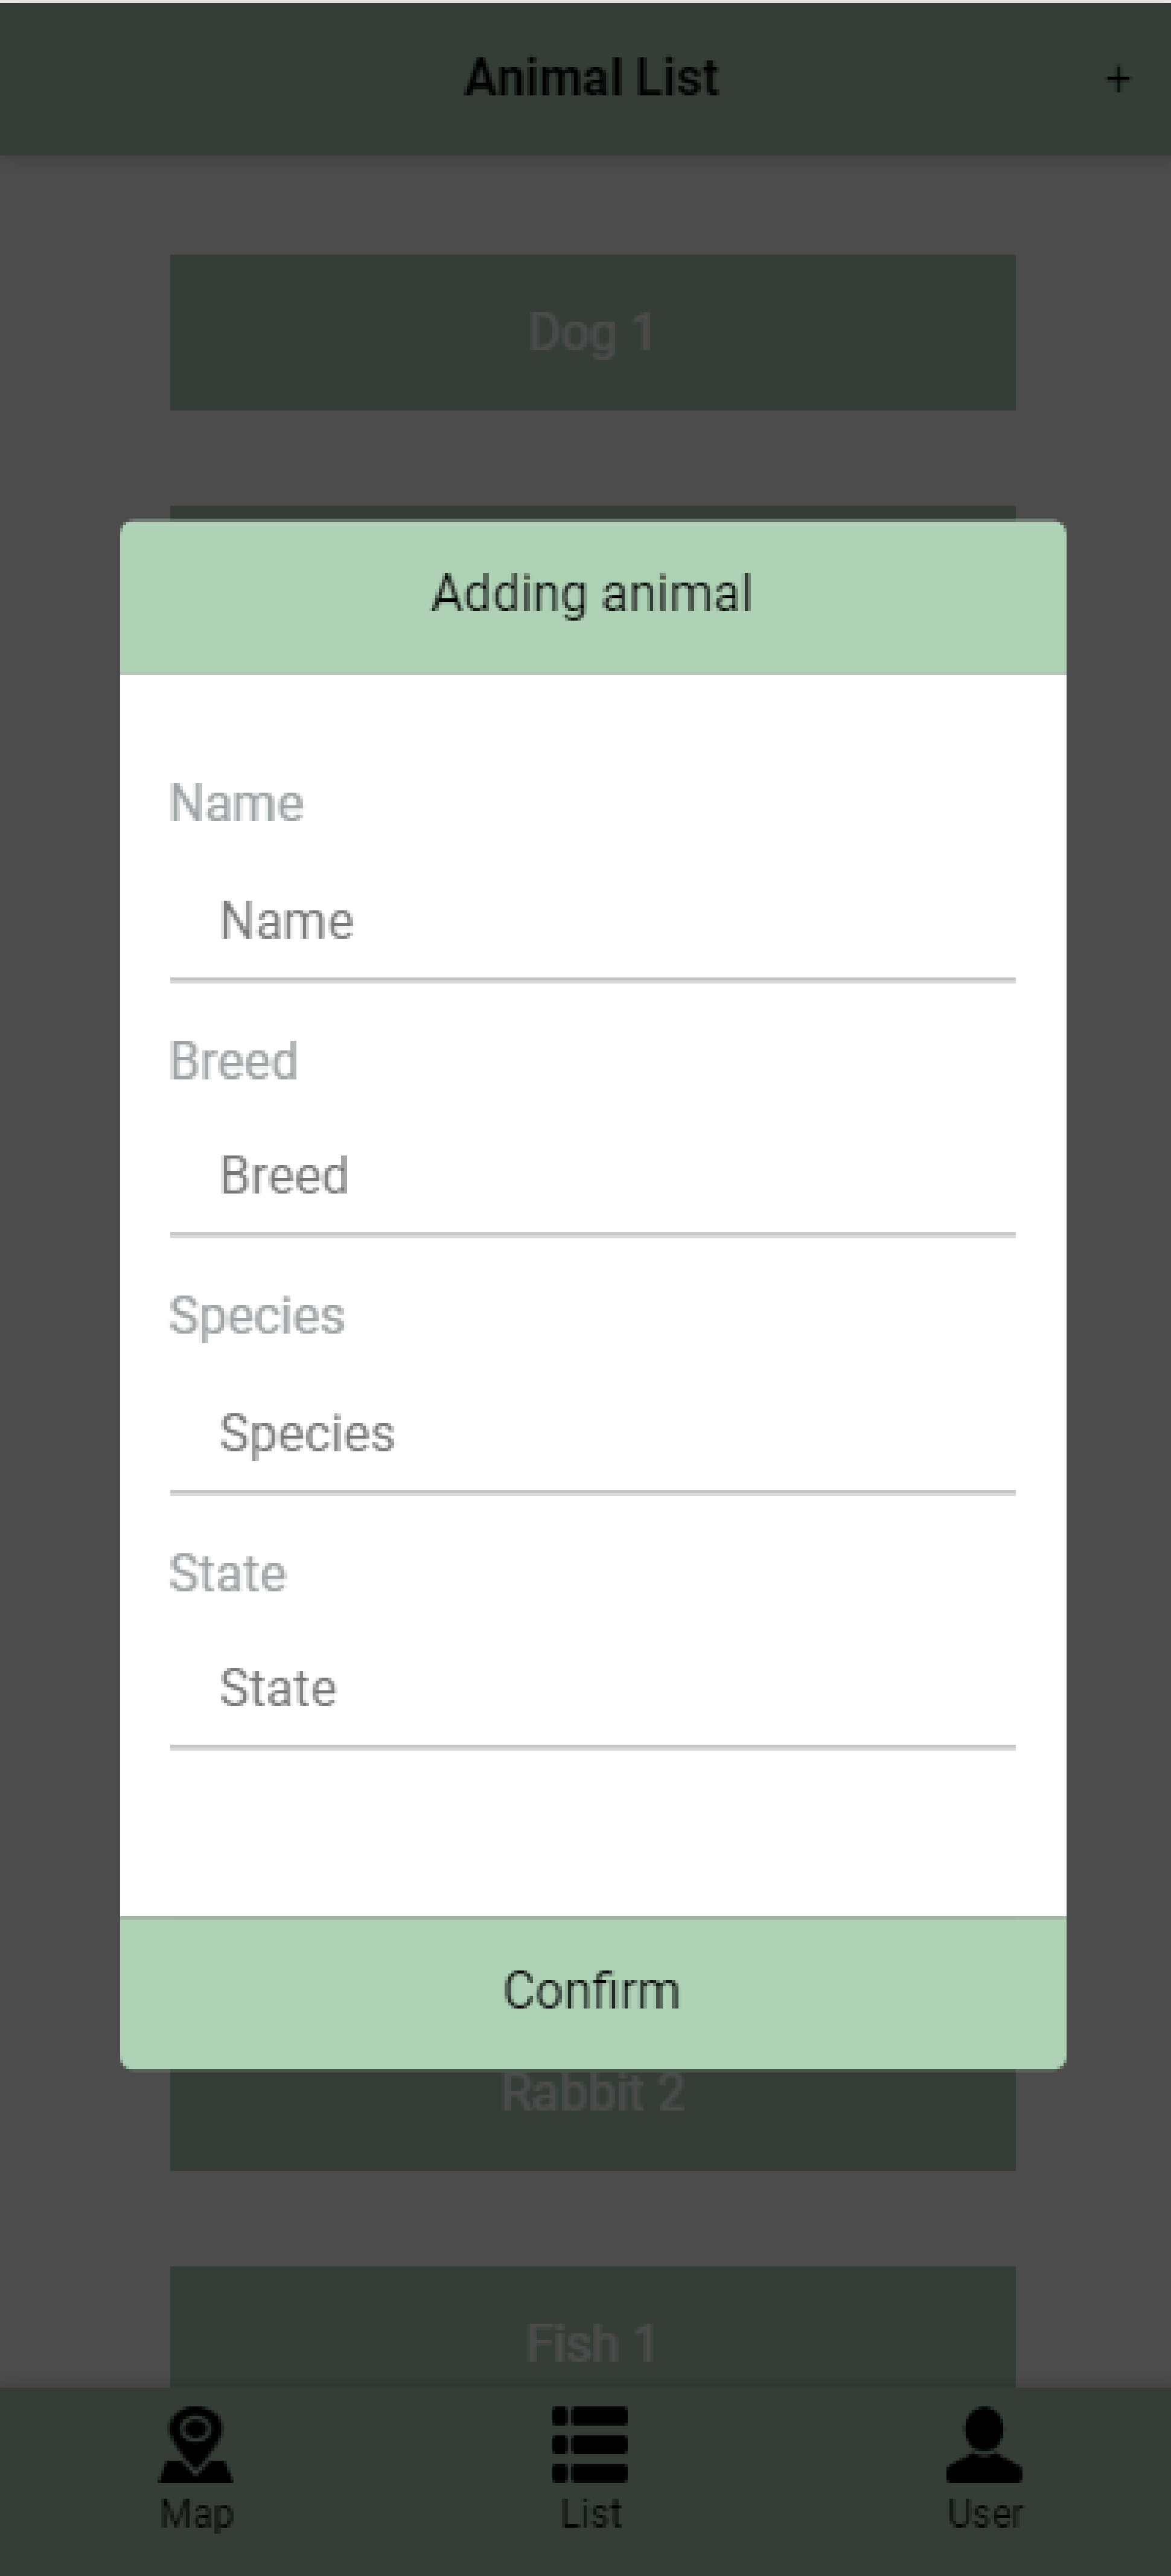 Animal List
+
Dog 1
Adding animal
Name
Name
Breed
Breed
Species
Species
State
State
Confirm
Rabbit 2
Fish 1
Map
List
User